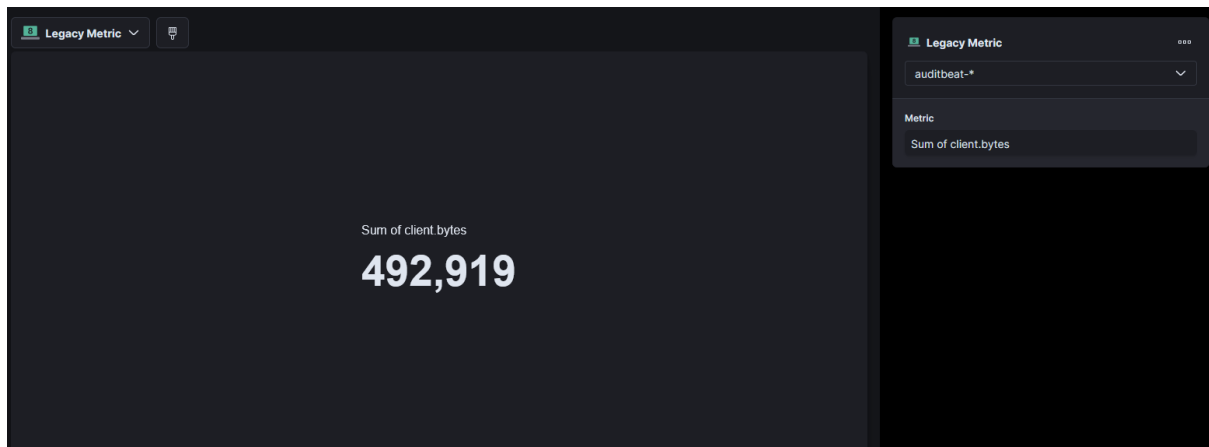 Legacy Metric
Sum of client.bytes
492,919
Legacy Metric
auditbeat-*
Metric
Sum of client.bytes